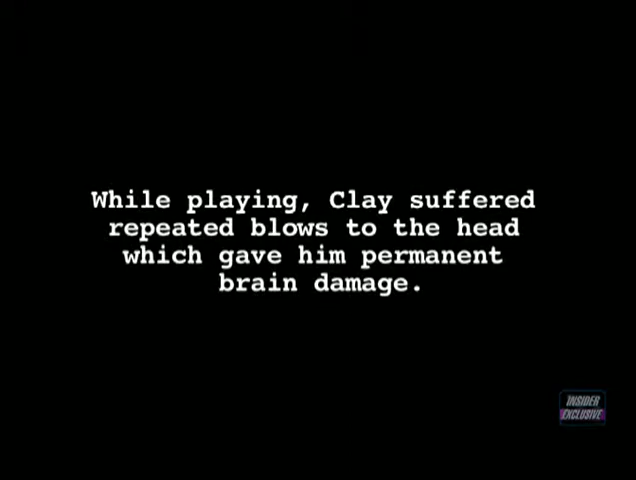 While playing, Clay suffered
repeated blows to the head
which gave him permanent
brain damage.
INSIDER
EXCLUSIVE